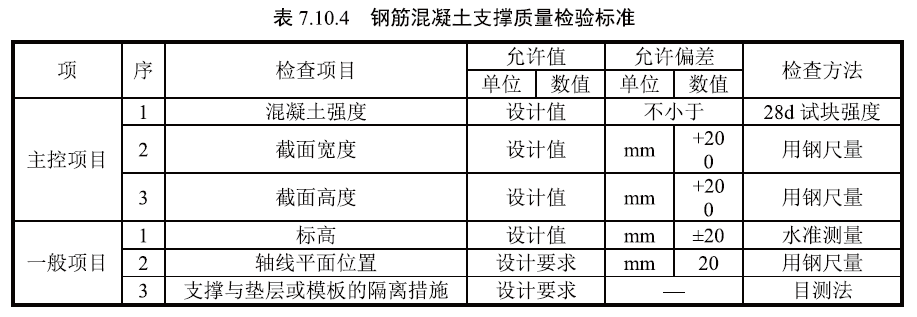 表 7.10.4 钢筋混凝土支撑质量检验标准
项 序 检查项目 允许值 允许偏差 检查方法
单位 数值 单位 数值
主控项目 1 混凝土强度 设计值 不小于 28d 试块强度
2 截面宽度 设计值 mm +20
0 用钢尺量
3 截面高度 设计值 mm +20
0 用钢尺量
一般项目 1 标高 设计值 mm ±20 水准测量
2 轴线平面位置 设计要求 mm 20 用钢尺量
3 支撑与垫层或模板的隔离措施 设计要求 — 目测法